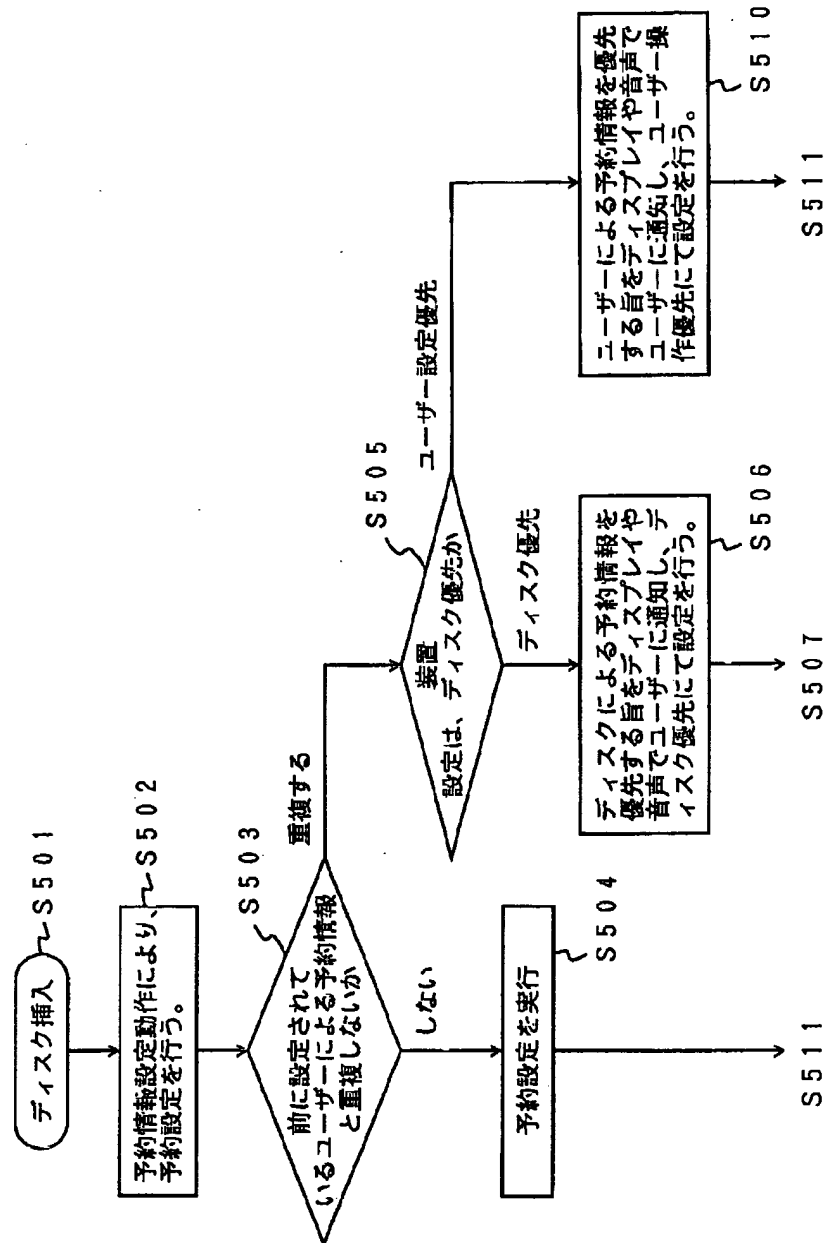 ディスク挿入
S501
予約情報設定動作により、
予約設定を行う。
S502
前に設定されて
いるユーザーによる予約情報
と重複しないか
S503
重複する
しない
予約設定を実行
S504
S511
装置
設定は、ディスク優先か
S505
ユーザー設定優先
ディスク優先
ディスクによる予約情報を
優先する旨をディスプレイや
音声でユーザーに通知し、デ
ィスク優先にて設定を行う。
S506
S507
ユーザーによる予約情報を優先
する旨をディスプレイや音声で
ユーザーに通知し、ユーザー操
作優先にて設定を行う。
S510
S511